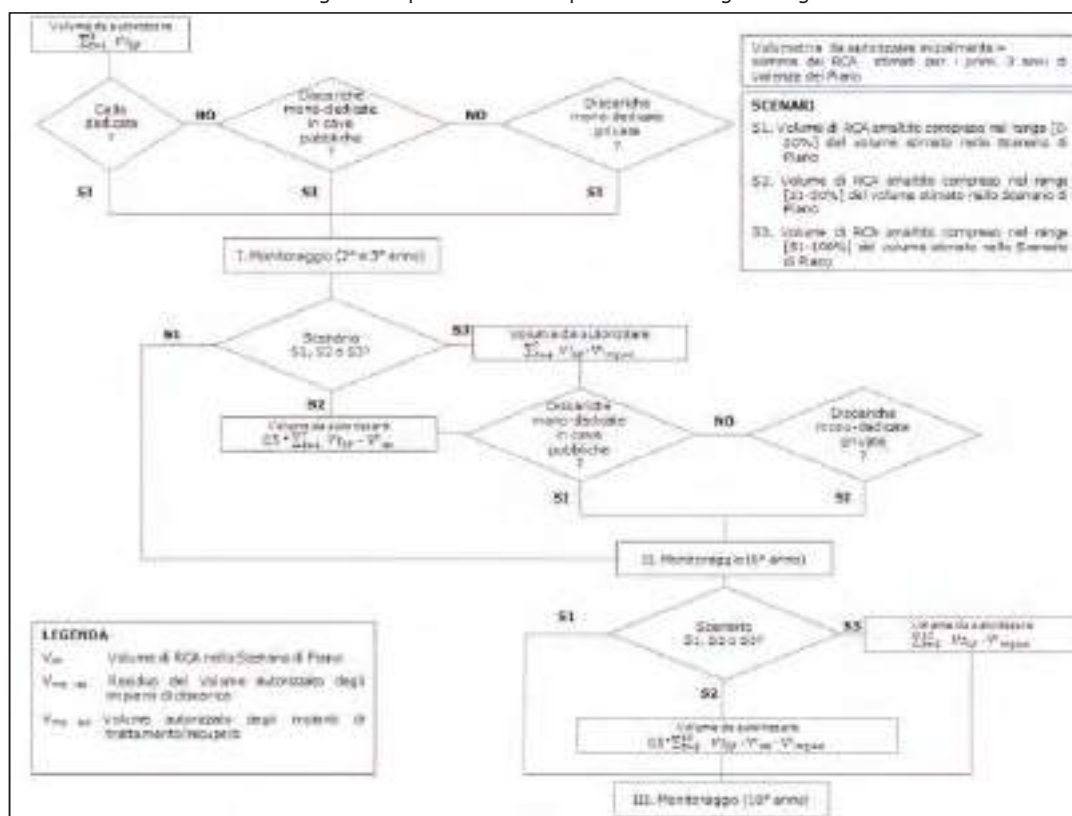 Volume da autorizzare
Celle
dedicate
?
NO
Discariche
mono-dedicate
in cave
pubbliche
?
NO
Discariche
mono-dedicate
private
?
SI
SI
SI
Volumetria da autorizzare inizialmente =
somma dei RCA stimati per i primi 3 anni di
valenza del Piano
SCENARI
S1. Volume di RCA smaltito compreso nel range [0-
20%] del volume stimato nello Scenario di
Piano
S2. Volume di RCA smaltito compreso nel range
del volume stimato nello Scenario di
Piano
S3. Volume di RCA smaltito compreso nel range
[51-100%] del volume stimato nello Scenario
di Piano
I. Monitoraggio (2° e 3° anno)
S1
Scenario
S1, S2 o S3?
S3
Volume da autorizzare
S2
Volume da autorizzare
Discariche
mono-dedicate
in cave
pubbliche
?
NO
Discariche
mono-dedicate
private
?
SI
SI
II. Monitoraggio (6° anno)
S1
Scenario
S1, S2 o S3?
S3
Volume da autorizzare
S2
Volume da autorizzare
III. Monitoraggio (10° anno)
LEGENDA
Volume di RCA nello Scenario di Piano
Residuo del Volume autorizzato degli
impianti di discarica
Volume autorizzato degli impianti di
trattamento/recupero